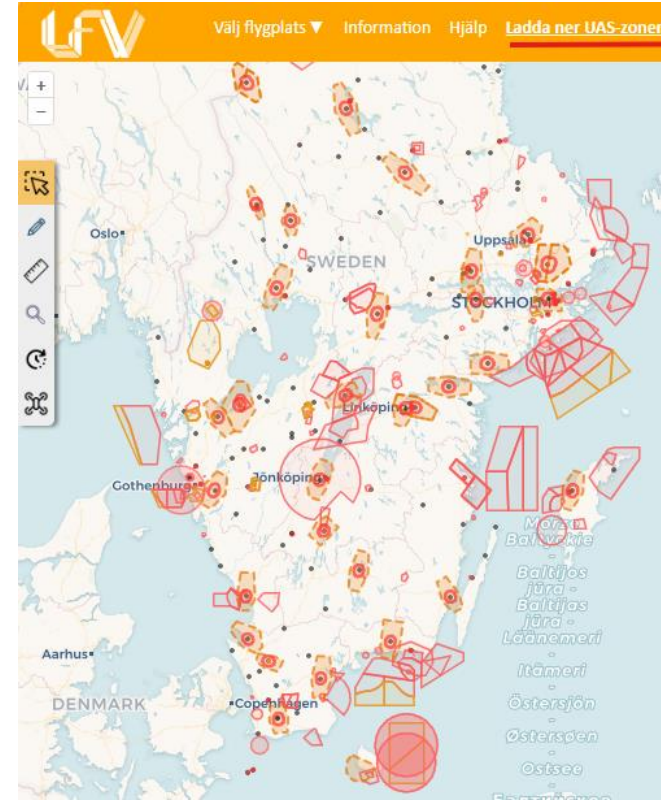 LFV
Välj flygplats ▼ Information Hjälp Ladda ner UAS-zoner
+
−
Oslo
Uppsala
SWEDEN
STOCKHOLM
Linköping
Jönköping
Gothenburg
Baltijos
jūra -
Baltijas
jūra -
Läänemeri
-
Itämeri
-
Aarhus
DENMARK
Copenhagen
Östersjön
-
Østersøen
-
Ostsee
-